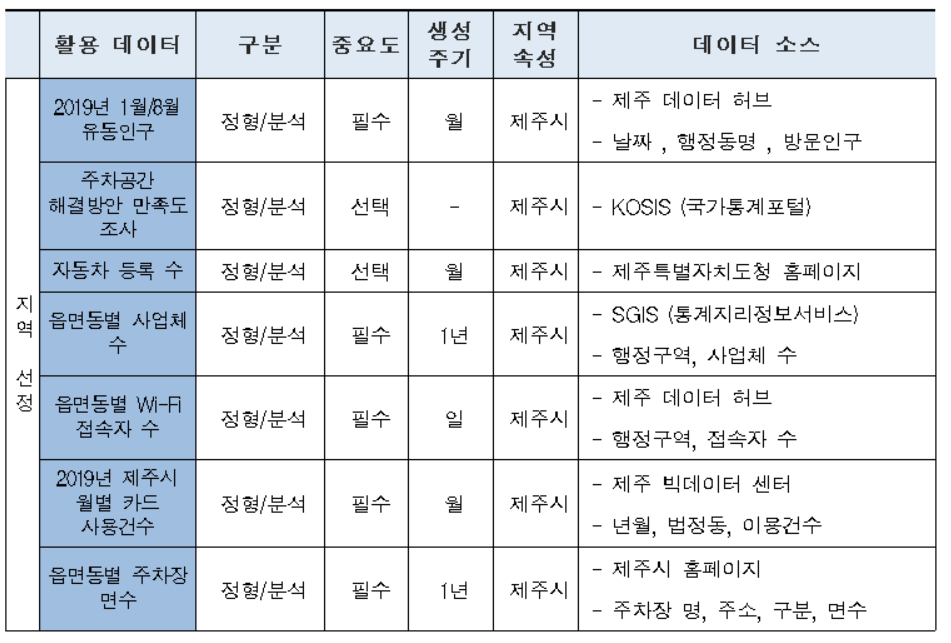 활용 데이터 구분 중요도 생성 주기 지역 속성 데이터 소스
지역 선정
2019년 1월/8월
유동인구
정형/분석 필수 월 제주시
- 제주 데이터 허브
- 날짜 , 행정동명 , 방문인구
주차공간
해결방안 만족도
조사
정형/분석 선택 - 제주시
- KOSIS (국가통계포털)
자동차 등록 수 정형/분석 선택 월 제주시 - 제주특별자치도청 홈페이지
읍면동별 사업체
수
정형/분석 필수 1년 제주시
- SGIS (통계지리정보서비스)
- 행정구역, 사업체 수
읍면동별 Wi-Fi
접속자 수
정형/분석 필수 일 제주시
- 제주 데이터 허브
- 행정구역, 접속자 수
2019년 제주시
월별 카드
사용건수
정형/분석 필수 월 제주시
- 제주 빅데이터 센터
- 년월, 법정동, 이용건수
읍면동별 주차장
면수
정형/분석 필수 1년 제주시
- 제주시 홈페이지
- 주차장 명, 주소, 구분, 면수